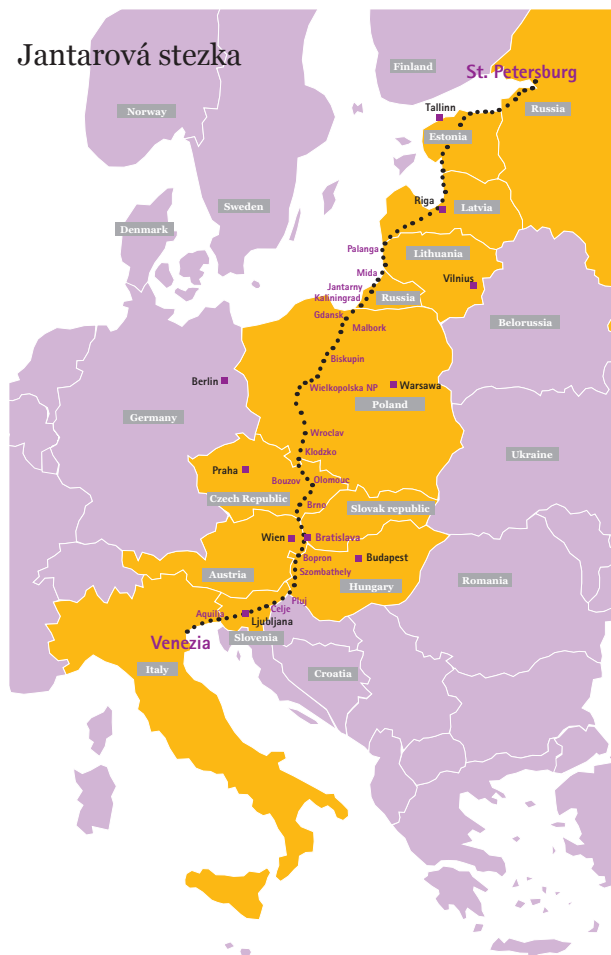 Jantarová stezka
Finland
St. Petersburg
Norway
Tallinn
Russia
Estonia
Sweden
Riga
Latvia
Denmark
Palanga
Lithuania
Mida
Vilnius
Jantarny
Kaliningrad
Russia
Gdansk
Malbork
Belorussia
Biskupin
Berlin
Wielkopolska NP
Warsawa
Poland
Germany
Wroclav
Klodzko
Ukraine
Praha
Bouzov
Olomouc
Czech Republic
Brno
Slovak republic
Wien
Bratislava
Bopron
Budapest
Austria
Szombathely
Hungary
Romania
Pluj
Celje
Aquilia
Ljubljana
Venezia
Slovenia
Italy
Croatia